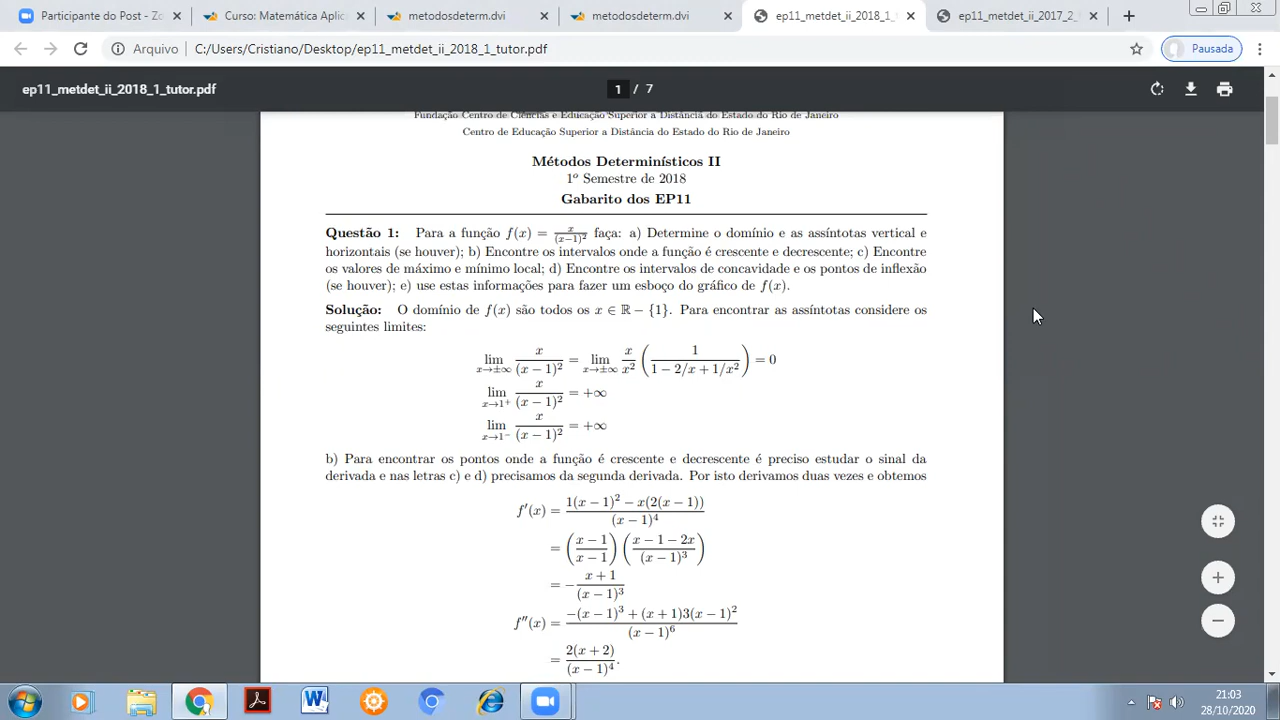 Participante do Post - Ze
Curso: Matemática Aplic
metodosdeterm.dvi
metodosdeterm.dvi
ep11_metdet_ii_2018_1_
ep11_metdet_ii_2017_2_
Arquivo C:/Users/Cristiano/Desktop/ep11_metdet_ii_2018_1_tutor.pdf
Pausada
ep11_metdet_ii_2018_1_tutor.pdf
1 / 7
Fundação Centro de Ciências e Educação Superior a Distância do Estado do Rio de Janeiro
Centro de Educação Superior a Distância do Estado do Rio de Janeiro
Métodos Determinísticos II
1º Semestre de 2018
Gabarito dos EP11
Questão 1: Para a função f(x) = x/(x−1)² faça: a) Determine o domínio e as assíntotas vertical e
horizontais (se houver); b) Encontre os intervalos onde a função é crescente e decrescente; c) Encontre
os valores de máximo e mínimo local; d) Encontre os intervalos de concavidade e os pontos de inflexão
(se houver); e) use estas informações para fazer um esboço do gráfico de f(x).
Solução: O domínio de f(x) são todos os x ∈ ℝ − {1}. Para encontrar as assíntotas considere os
seguintes limites:
lim x→±∞ x/(x − 1)² = lim x→±∞ x/x² (1/(1 − 2/x + 1/x²)) = 0
lim x→1⁺ x/(x − 1)² = +∞
lim x→1⁻ x/(x − 1)² = +∞
b) Para encontrar os pontos onde a função é crescente e decrescente é preciso estudar o sinal da
derivada e nas letras c) e d) precisamos da segunda derivada. Por isto derivamos duas vezes e obtemos
f′(x) = (1(x − 1)² − x(2(x − 1)))/(x − 1)⁴
= ((x − 1)/(x − 1)) ((x − 1 − 2x)/(x − 1)³)
= −(x + 1)/(x − 1)³
f″(x) = (−(x − 1)³ + (x + 1)3(x − 1)²)/(x − 1)⁶
= 2(x + 2)/(x − 1)⁴.
21:03
28/10/2020